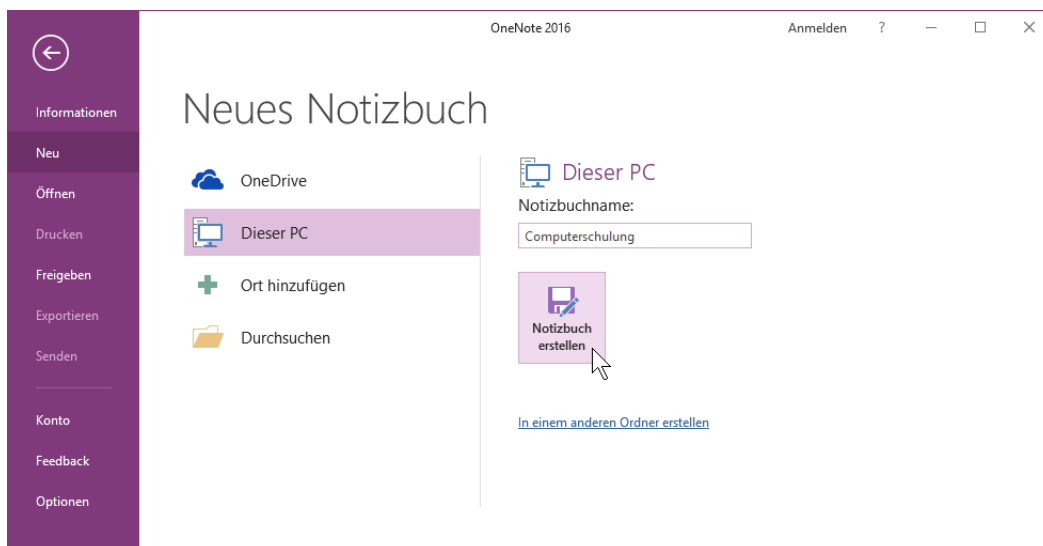 OneNote 2016
Anmelden
?
Informationen
Neu
Öffnen
Drucken
Freigeben
Exportieren
Senden
Konto
Feedback
Optionen
Neues Notizbuch
OneDrive
Dieser PC
Ort hinzufügen
Durchsuchen
Dieser PC
Notizbuchname:
Computerschulung
Notizbuch
erstellen
In einem anderen Ordner erstellen